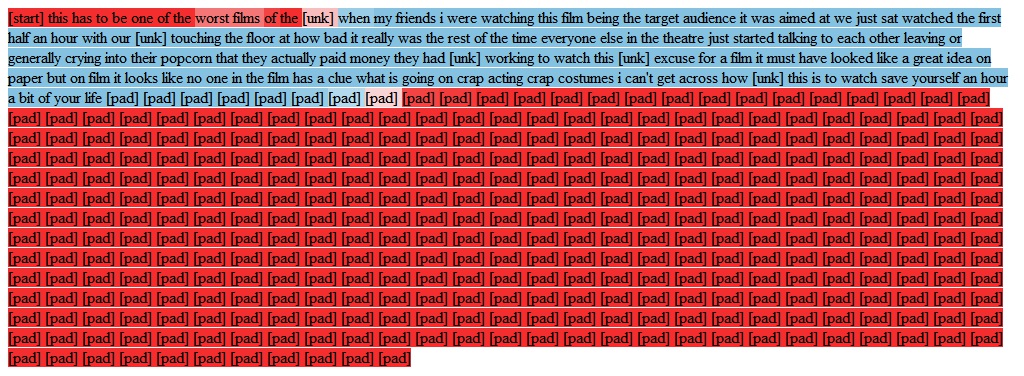 [start] this has to be one of the worst films of the [unk] when my friends i were watching this film being the target audience it was aimed at we just sat watched the first
half an hour with our [unk] touching the floor at how bad it really was the rest of the time everyone else in the theatre just started talking to each other leaving or
generally crying into their popcorn that they actually paid money they had [unk] working to watch this [unk] excuse for a film it must have looked like a great idea on
paper but on film it looks like no one in the film has a clue what is going on crap acting crap costumes i can't get across how [unk] this is to watch save yourself an hour
a bit of your life [pad] [pad] [pad] [pad] [pad] [pad] [pad] [pad] [pad] [pad] [pad] [pad] [pad] [pad] [pad] [pad] [pad] [pad] [pad] [pad] [pad] [pad] [pad] [pad]
[pad] [pad] [pad] [pad] [pad] [pad] [pad] [pad] [pad] [pad] [pad] [pad] [pad] [pad] [pad] [pad] [pad] [pad] [pad] [pad] [pad] [pad] [pad] [pad] [pad] [pad] [pad]
[pad] [pad] [pad] [pad] [pad] [pad] [pad] [pad] [pad] [pad] [pad] [pad] [pad] [pad] [pad] [pad] [pad] [pad] [pad] [pad] [pad] [pad] [pad] [pad] [pad] [pad] [pad]
[pad] [pad] [pad] [pad] [pad] [pad] [pad] [pad] [pad] [pad] [pad] [pad] [pad] [pad] [pad] [pad] [pad] [pad] [pad] [pad] [pad] [pad] [pad] [pad] [pad] [pad] [pad]
[pad] [pad] [pad] [pad] [pad] [pad] [pad] [pad] [pad] [pad] [pad] [pad] [pad] [pad] [pad] [pad] [pad] [pad] [pad] [pad] [pad] [pad] [pad] [pad] [pad] [pad] [pad]
[pad] [pad] [pad] [pad] [pad] [pad] [pad] [pad] [pad] [pad] [pad] [pad] [pad] [pad] [pad] [pad] [pad] [pad] [pad] [pad] [pad] [pad] [pad] [pad] [pad] [pad] [pad]
[pad] [pad] [pad] [pad] [pad] [pad] [pad] [pad] [pad] [pad] [pad] [pad] [pad] [pad] [pad] [pad] [pad] [pad] [pad] [pad] [pad] [pad] [pad] [pad] [pad] [pad] [pad]
[pad] [pad] [pad] [pad] [pad] [pad] [pad] [pad] [pad] [pad] [pad] [pad] [pad] [pad] [pad] [pad] [pad] [pad] [pad] [pad] [pad] [pad] [pad] [pad] [pad] [pad] [pad]
[pad] [pad] [pad] [pad] [pad] [pad] [pad] [pad] [pad] [pad] [pad] [pad] [pad] [pad] [pad] [pad] [pad] [pad] [pad] [pad] [pad] [pad] [pad] [pad] [pad] [pad] [pad]
[pad] [pad] [pad] [pad] [pad] [pad] [pad] [pad] [pad] [pad] [pad] [pad] [pad] [pad] [pad] [pad] [pad] [pad] [pad] [pad] [pad] [pad] [pad] [pad] [pad] [pad] [pad]
[pad] [pad] [pad] [pad] [pad] [pad] [pad] [pad] [pad] [pad] [pad] [pad] [pad] [pad] [pad] [pad] [pad] [pad] [pad] [pad] [pad] [pad] [pad] [pad] [pad] [pad] [pad]
[pad] [pad] [pad] [pad] [pad] [pad] [pad] [pad] [pad] [pad] [pad] [pad] [pad] [pad] [pad] [pad] [pad] [pad] [pad] [pad] [pad] [pad] [pad] [pad] [pad] [pad] [pad]
[pad] [pad] [pad] [pad] [pad] [pad] [pad] [pad] [pad] [pad] [pad] [pad] [pad] [pad] [pad] [pad] [pad] [pad] [pad] [pad] [pad] [pad] [pad] [pad] [pad] [pad] [pad]
[pad] [pad] [pad] [pad] [pad] [pad] [pad] [pad] [pad] [pad] [pad]